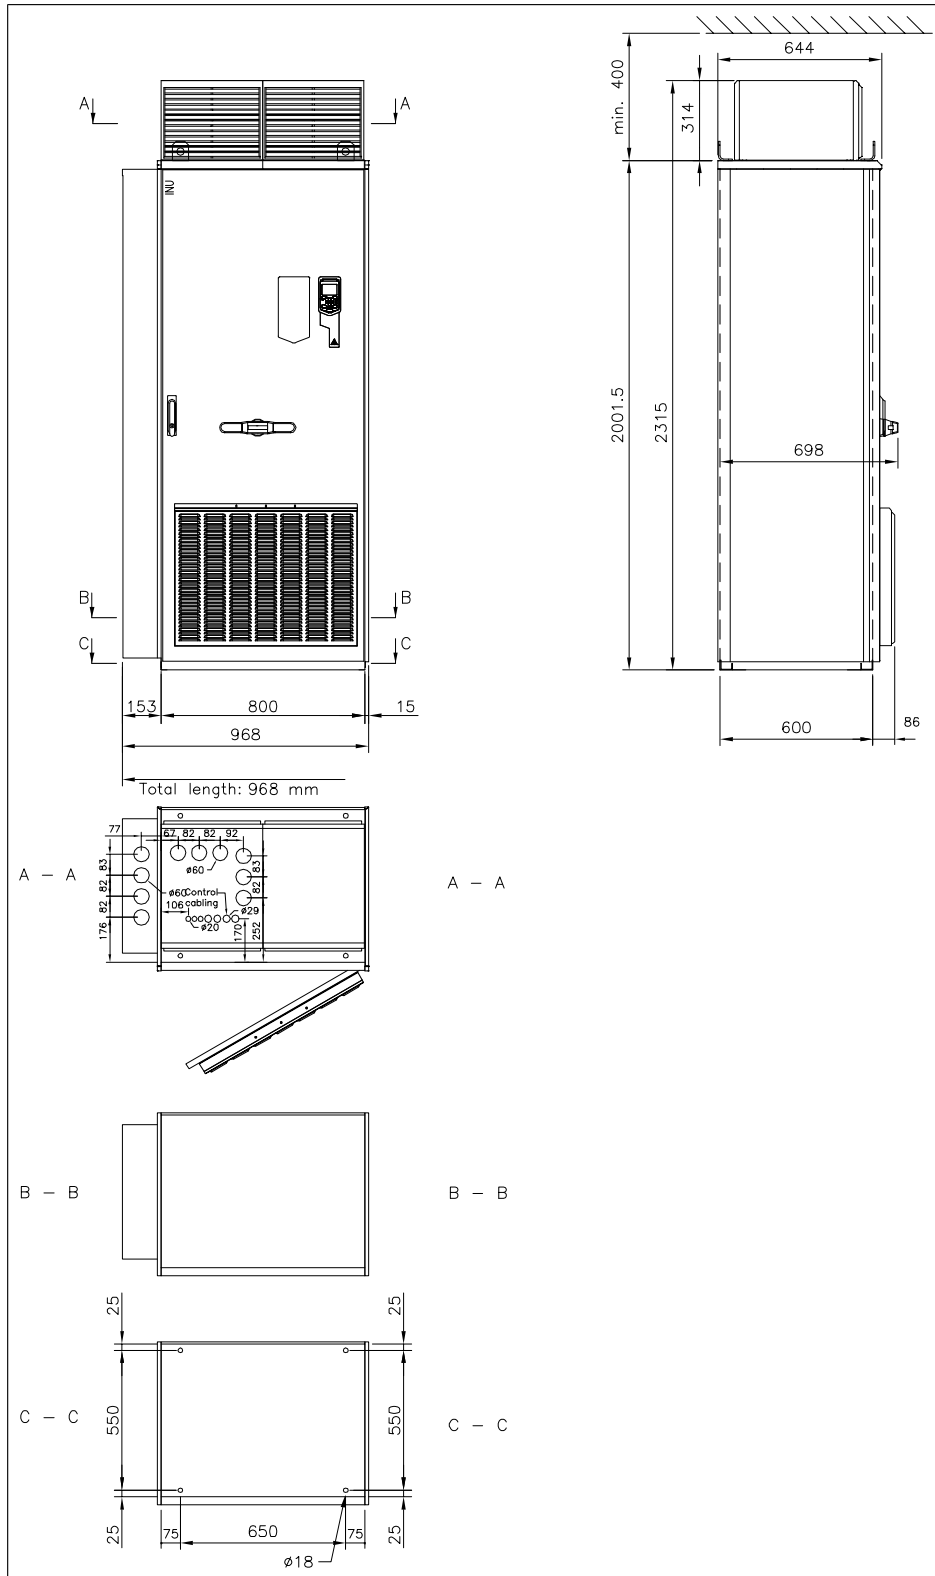 A
A
INU
B
B
C
C
153
800
15
968
Total length: 968 mm
644
min. 400
314
2001.5
2315
698
600
86
A - A
A - A
77
67
82
82
92
83
82
82
176
ø60
ø60
Control
cabling
106
ø29
ø20
170
252
83
82
B - B
B - B
C - C
C - C
25
550
25
25
550
25
75
650
75
ø18